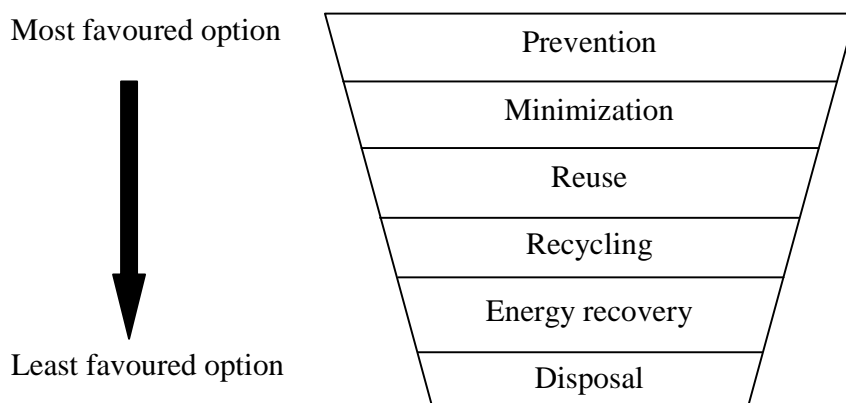 Most favoured option
Prevention
Minimization
Reuse
Recycling
Energy recovery
Least favoured option
Disposal